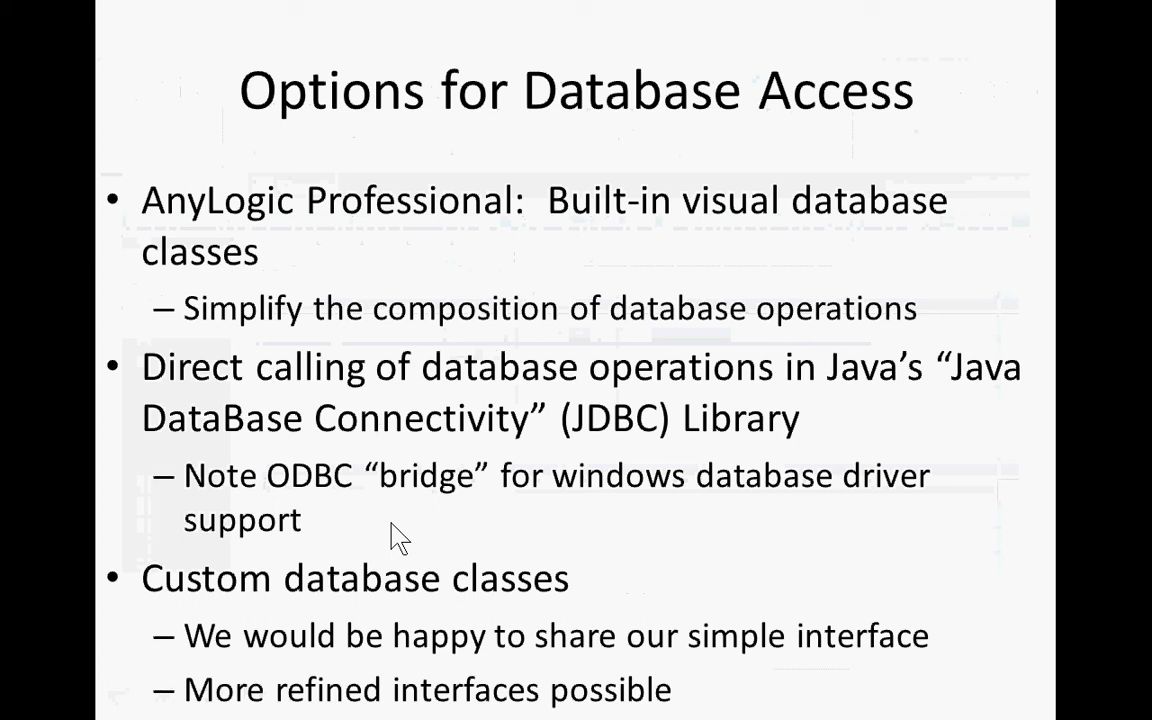 Options for Database Access
• AnyLogic Professional:  Built-in visual database
classes
– Simplify the composition of database operations
• Direct calling of database operations in Java’s “Java
DataBase Connectivity” (JDBC) Library
– Note ODBC “bridge” for windows database driver
support
• Custom database classes
– We would be happy to share our simple interface
– More refined interfaces possible